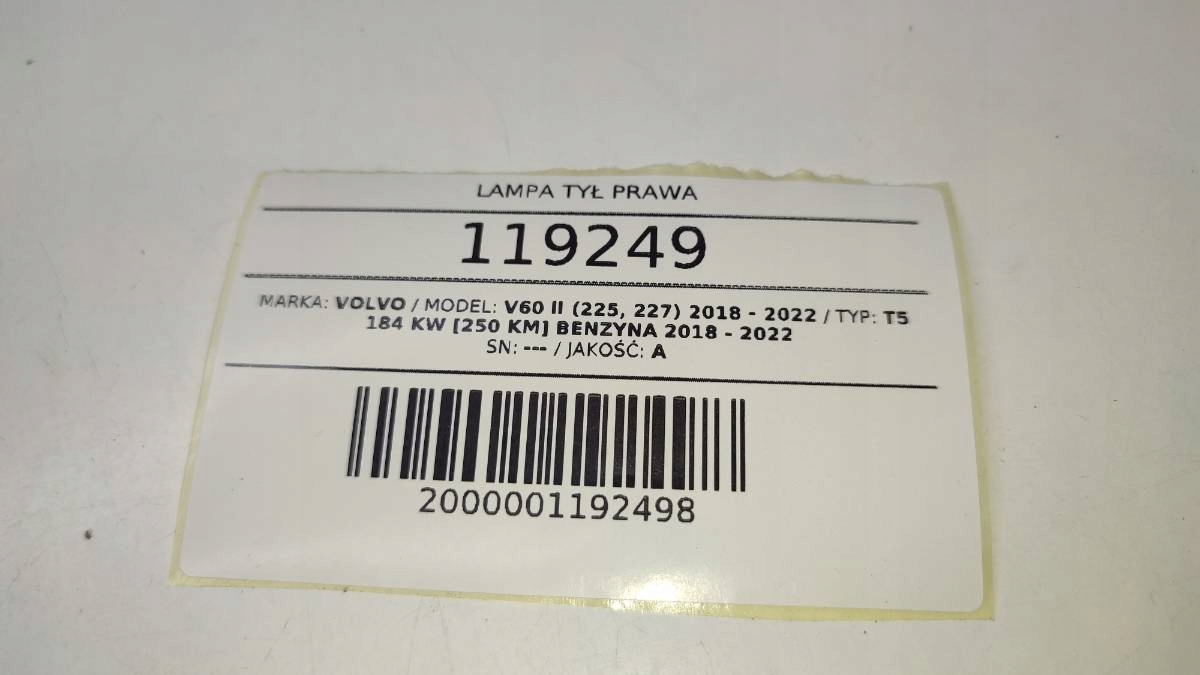 LAMPA TYŁ PRAWA
119249
MARKA: VOLVO / MODEL: V60 II (225, 227) 2018 - 2022 / TYP: T5
184 KW [250 KM] BENZYNA 2018 - 2022
SN: --- / JAKOŚĆ: A
2000001192498